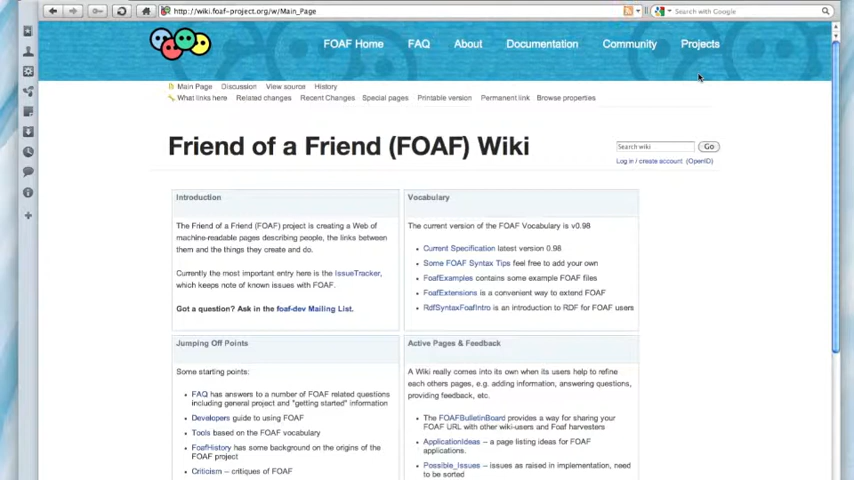 http://wiki.foaf-project.org/w/Main_Page
Search with Google
FOAF Home FAQ About Documentation Community Projects
Main Page Discussion View source History
What links here Related changes Recent Changes Special pages Printable version Permanent link Browse properties
Friend of a Friend (FOAF) Wiki
Search wiki Go
Log in / create account (OpenID)
Introduction
The Friend of a Friend (FOAF) project is creating a Web of
machine-readable pages describing people, the links between
them and the things they create and do.
Currently the most important entry here is the IssueTracker,
which keeps note of known issues with FOAF.
Got a question? Ask in the foaf-dev Mailing List.
Vocabulary
The current version of the FOAF Vocabulary is v0.98
• Current Specification latest version 0.98
• Some FOAF Syntax Tips feel free to add your own
• FoafExamples contains some example FOAF files
• FoafExtensions is a convenient way to extend FOAF
• RdfSyntaxFoafIntro is an introduction to RDF for FOAF users
Jumping Off Points
Some starting points:
• FAQ has answers to a number of FOAF related questions
including general project and "getting started" information
• Developers guide to using FOAF
• Tools based on the FOAF vocabulary
• FoafHistory has some background on the origins of the
FOAF project
• Criticism – critiques of FOAF
Active Pages & Feedback
A Wiki really comes into its own when its users help to refine
each others pages, e.g. adding information, answering questions,
providing feedback, etc.
• The FOAFBulletinBoard provides a way for sharing your
FOAF URL with other wiki-users and Foaf harvesters
• ApplicationIdeas – a page listing ideas for FOAF
applications.
• Possible_Issues – issues as raised in implementation, need
to be sorted